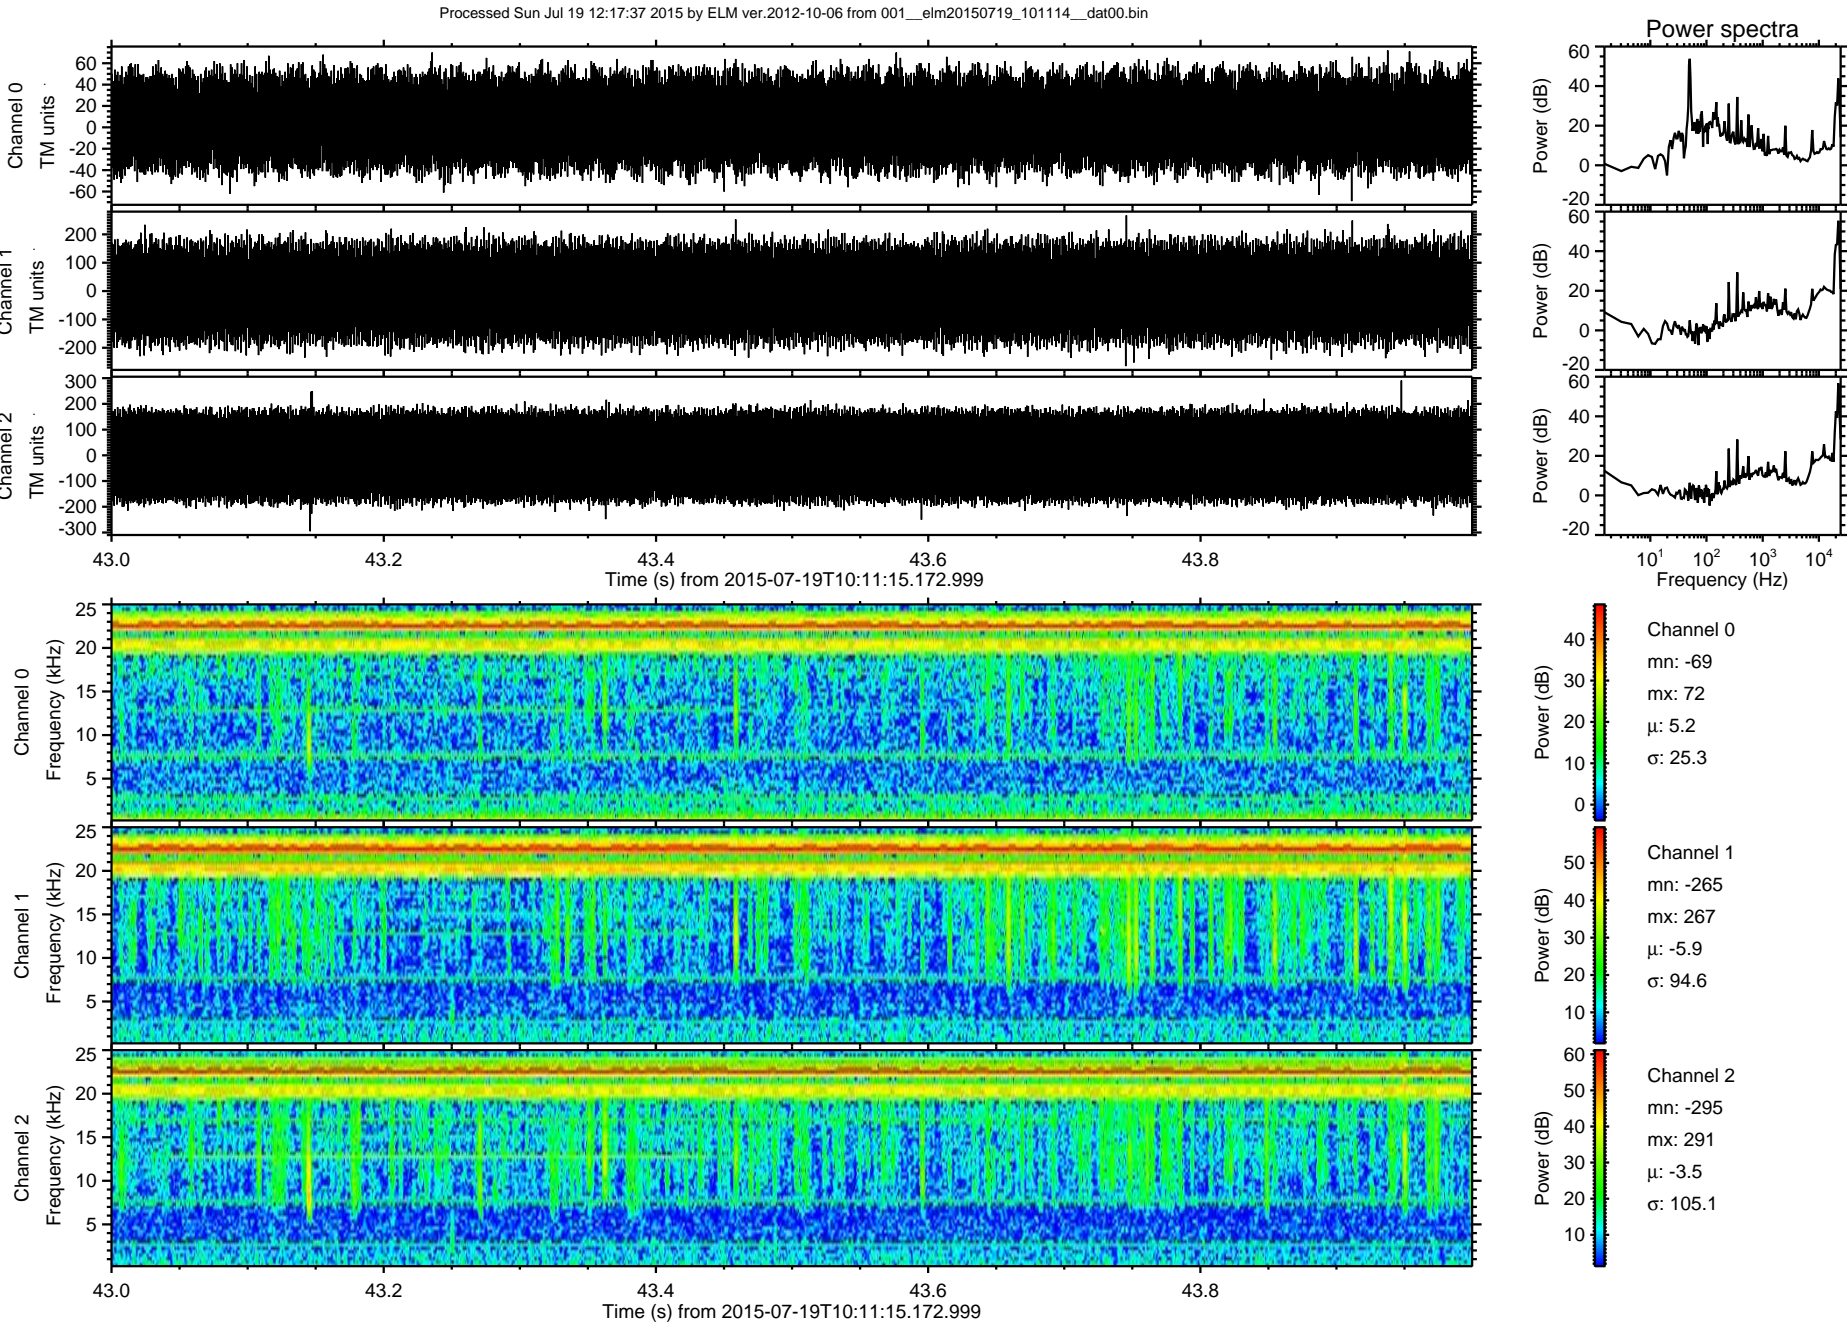 Processed Sun Jul 19 12:17:37 2015 by ELM ver.2012-10-06 from 001__elm20150719_101114__dat00.bin
Power spectra
Channel 0
TM units
60
40
20
0
-20
-40
-60
Power (dB)
60
40
20
0
-20
Channel 1
TM units
200
100
0
-100
-200
Power (dB)
60
40
20
0
-20
Channel 2
TM units
300
200
100
0
-100
-200
-300
Power (dB)
60
40
20
0
-20
43.0 43.2 43.4 43.6 43.8
Time (s) from 2015-07-19T10:11:15.172.999
10¹ 10² 10³ 10⁴
Frequency (Hz)
Channel 0
Frequency (kHz)
25
20
15
10
5
Power (dB)
40
30
20
10
0
Channel 0
mn: -69
mx: 72
μ: 5.2
σ: 25.3
Channel 1
Frequency (kHz)
25
20
15
10
5
Power (dB)
50
40
30
20
10
Channel 1
mn: -265
mx: 267
μ: -5.9
σ: 94.6
Channel 2
Frequency (kHz)
25
20
15
10
5
Power (dB)
60
50
40
30
20
10
Channel 2
mn: -295
mx: 291
μ: -3.5
σ: 105.1
43.0 43.2 43.4 43.6 43.8
Time (s) from 2015-07-19T10:11:15.172.999